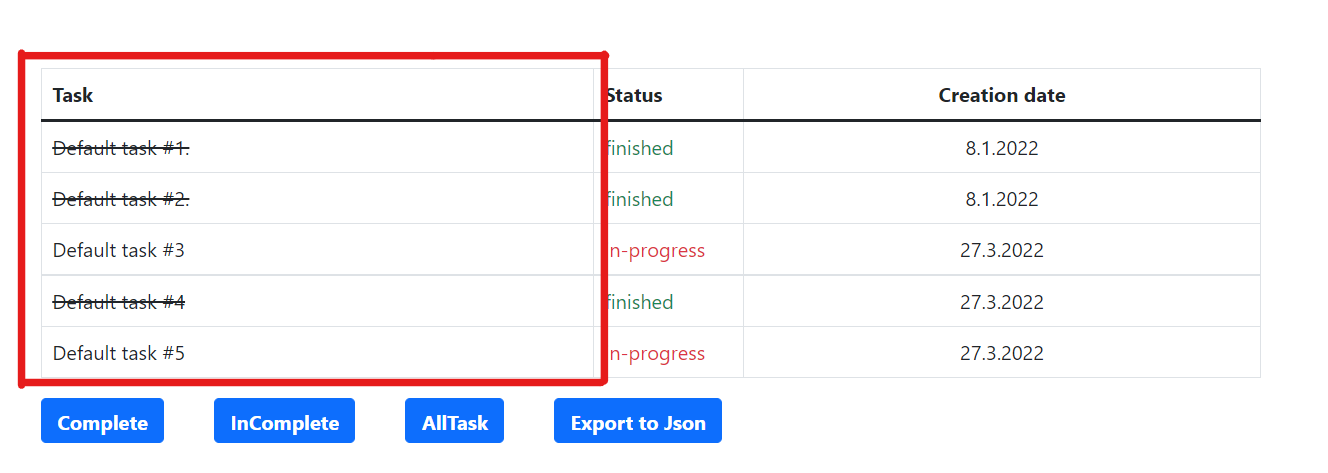 Task Status Creation date
Default task #1. finished 8.1.2022
Default task #2. finished 8.1.2022
Default task #3 in-progress 27.3.2022
Default task #4 finished 27.3.2022
Default task #5 in-progress 27.3.2022
Complete InComplete AllTask Export to Json